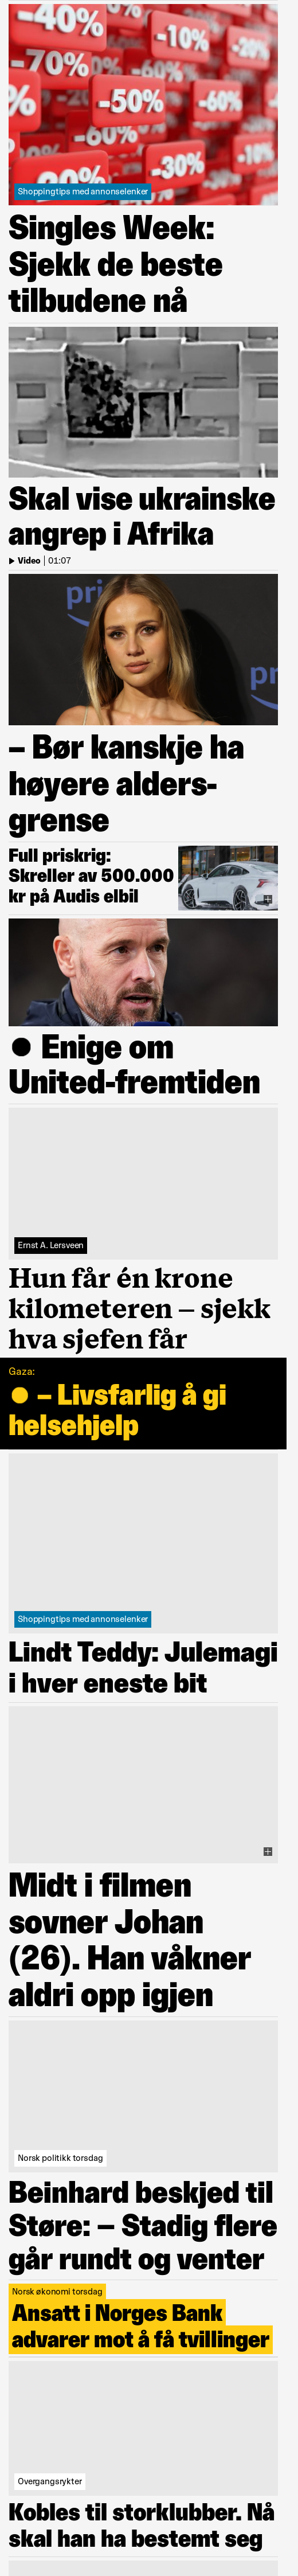 -40%
-10%
-70%
-50%
-60%
-60%
-30%
20%
Shoppingtips med annonselenker
Singles Week:
Sjekk de beste
tilbudene nå
Skal vise ukrainske
angrep i Afrika
Video | 01:07
pri
pri
– Bør kanskje ha
høyere alders-
grense
Full priskrig:
Skreller av 500.000
kr på Audis elbil
● Enige om
United-fremtiden
Ernst A. Lersveen
Hun får én krone
kilometeren – sjekk
hva sjefen får
Gaza:
● – Livsfarlig å gi
helsehjelp
Shoppingtips med annonselenker
Lindt Teddy: Julemagi
i hver eneste bit
Midt i filmen
sovner Johan
(26). Han våkner
aldri opp igjen
Norsk politikk torsdag
Beinhard beskjed til
Støre: – Stadig flere
går rundt og venter
Norsk økonomi torsdag
Ansatt i Norges Bank
advarer mot å få tvillinger
Overgangsrykter
Kobles til storklubber. Nå
skal han ha bestemt seg